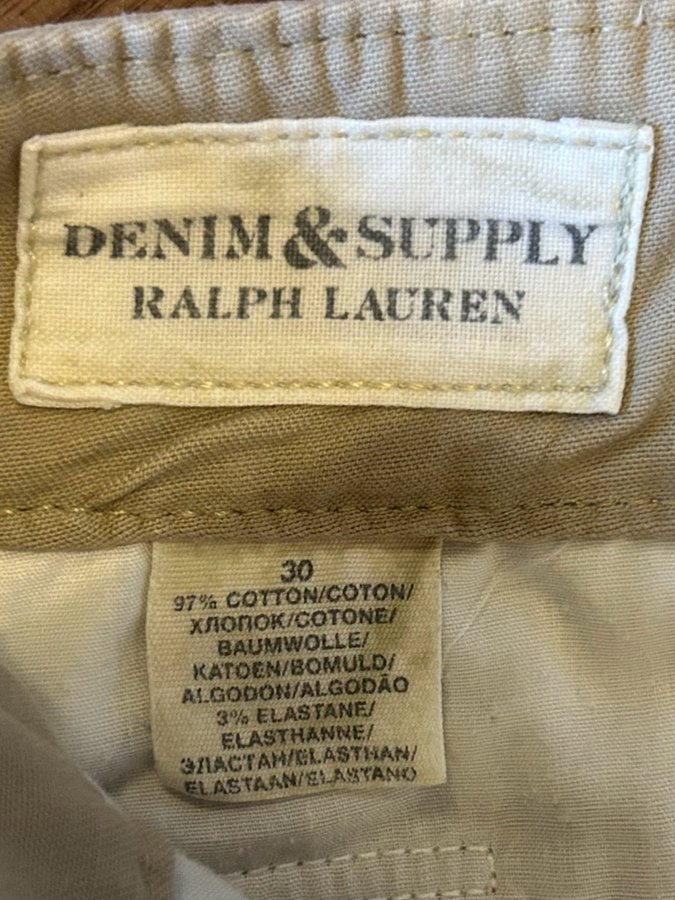 DENIM & SUPPLY
RALPH LAUREN
30
97% COTTON/COTON/
ХЛОПОК/COTONE/
BAUMWOLLE/
KATOEN/BOMULD/
ALGODÓN/ALGODÃO
3% ELASTANE/
ELASTHANNE/
ЭЛАСТАН/ELASTHAN/
ELASTAAN/ELASTANO